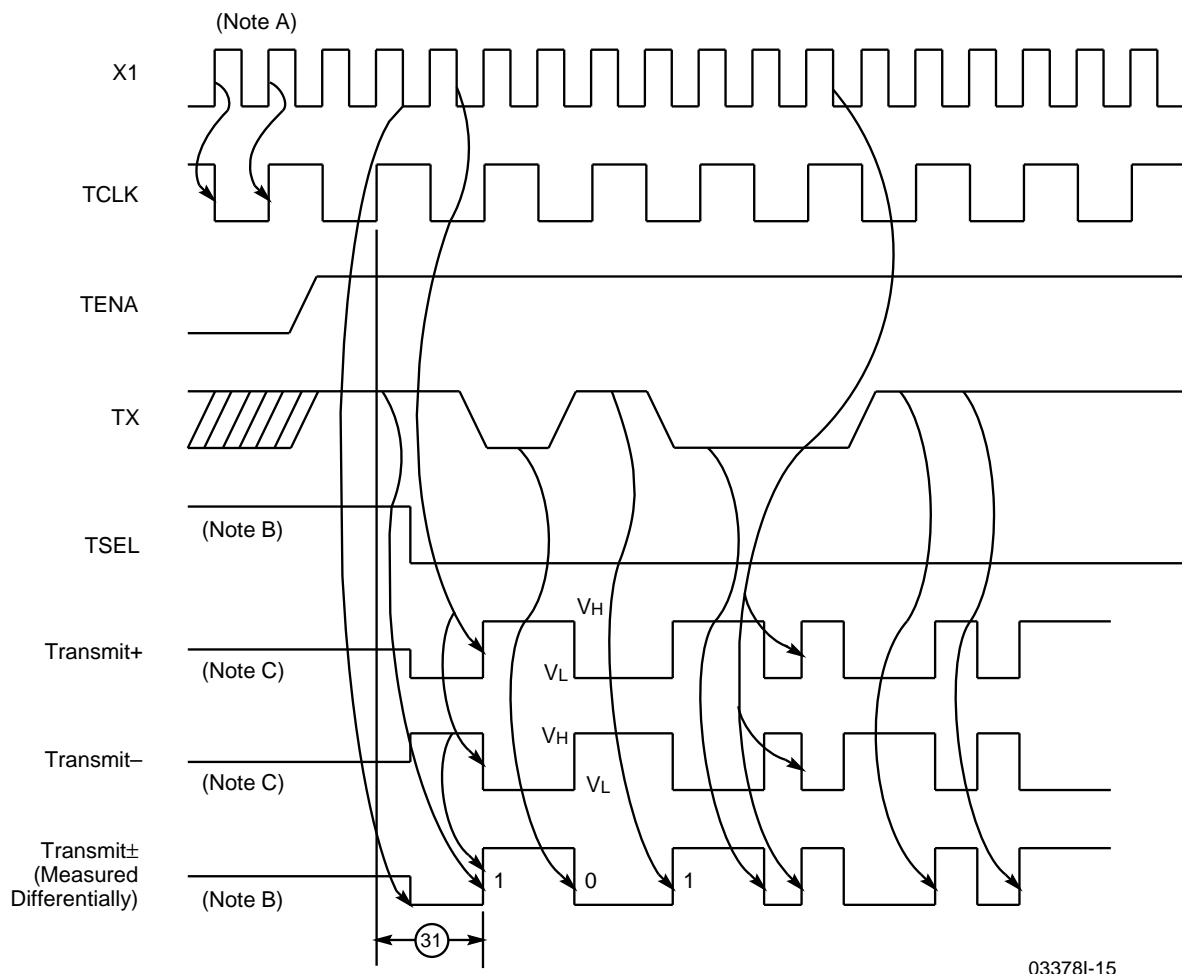 (Note A)
X1
TCLK
TENA
TX
(Note B)
TSEL
VH
Transmit+
(Note C)
VL
VH
Transmit–
(Note C)
VL
Transmit±
(Measured
Differentially)
(Note B)
1
0
1
31
03378I-15